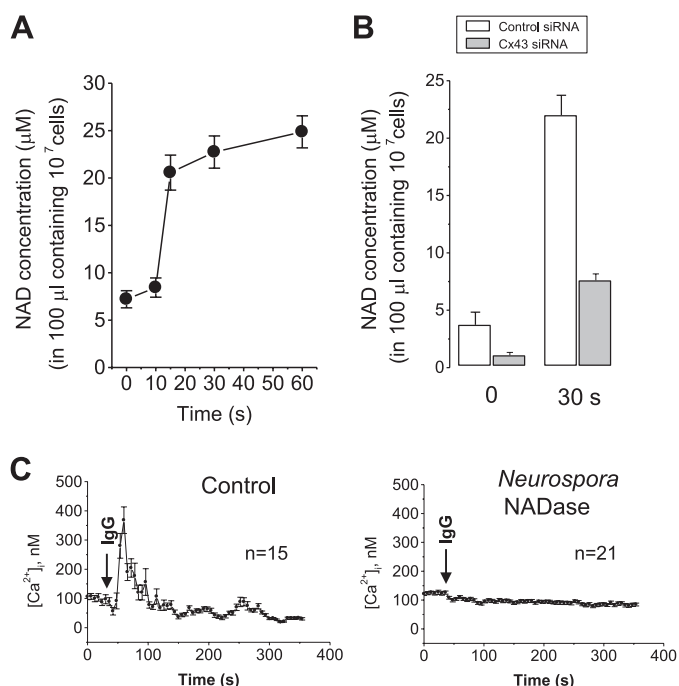 A
NAD concentration (μM)
(in 100 μl containing 10⁷cells)
30
25
20
15
10
5
0
0 10 20 30 40 50 60
Time (s)
B
Control siRNA
Cx43 siRNA
NAD concentration (μM)
(in 100 μl containing 10 ⁷cells)
25
20
15
10
5
0
0 30 s
C
Control
IgG
n=15
[Ca²⁺]ᵢ, nM
500
400
300
200
100
0
0 100 200 300 400
Time (s)
Neurospora
NADase
IgG
n=21
[Ca²⁺]ᵢ, nM
500
400
300
200
100
0
0 100 200 300 400
Time (s)